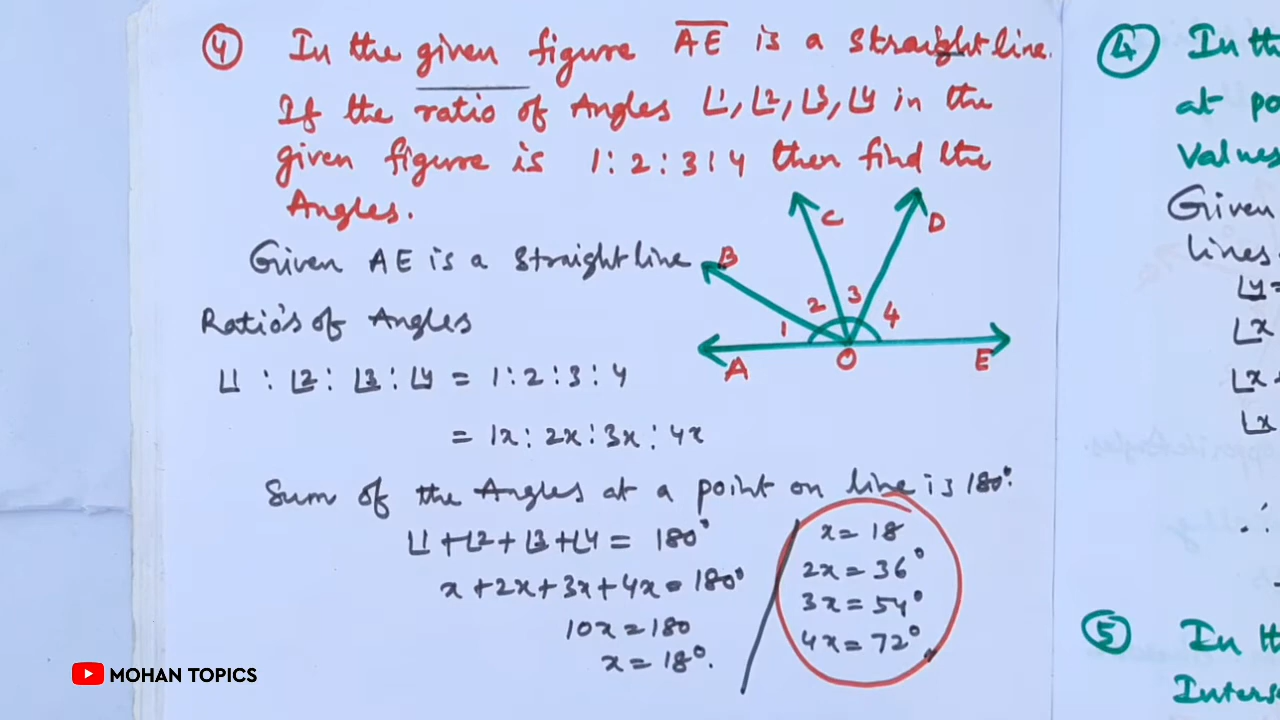 4 In the given figure AE is a straight line.
If the ratio of Angles ∠1, ∠2, ∠3, ∠4 in the
given figure is 1:2:3:4 then find the
Angles.
Given AE is a straight line
Ratio's of Angles
∠1 : ∠2 : ∠3 : ∠4 = 1:2:3:4
= 1x : 2x : 3x : 4x
Sum of the Angles at a point on line is 180°.
∠1 + ∠2 + ∠3 + ∠4 = 180°
x + 2x + 3x + 4x = 180°
10x = 180
x = 18°.
x = 18
2x = 36°
3x = 54°
4x = 72°
B
C
D
1
2
3
4
A
O
E
4 In the
at po
Values
Given
lines.
∠y =
∠x
∠x
∠x
∴
5 In th
Inters
MOHAN TOPICS